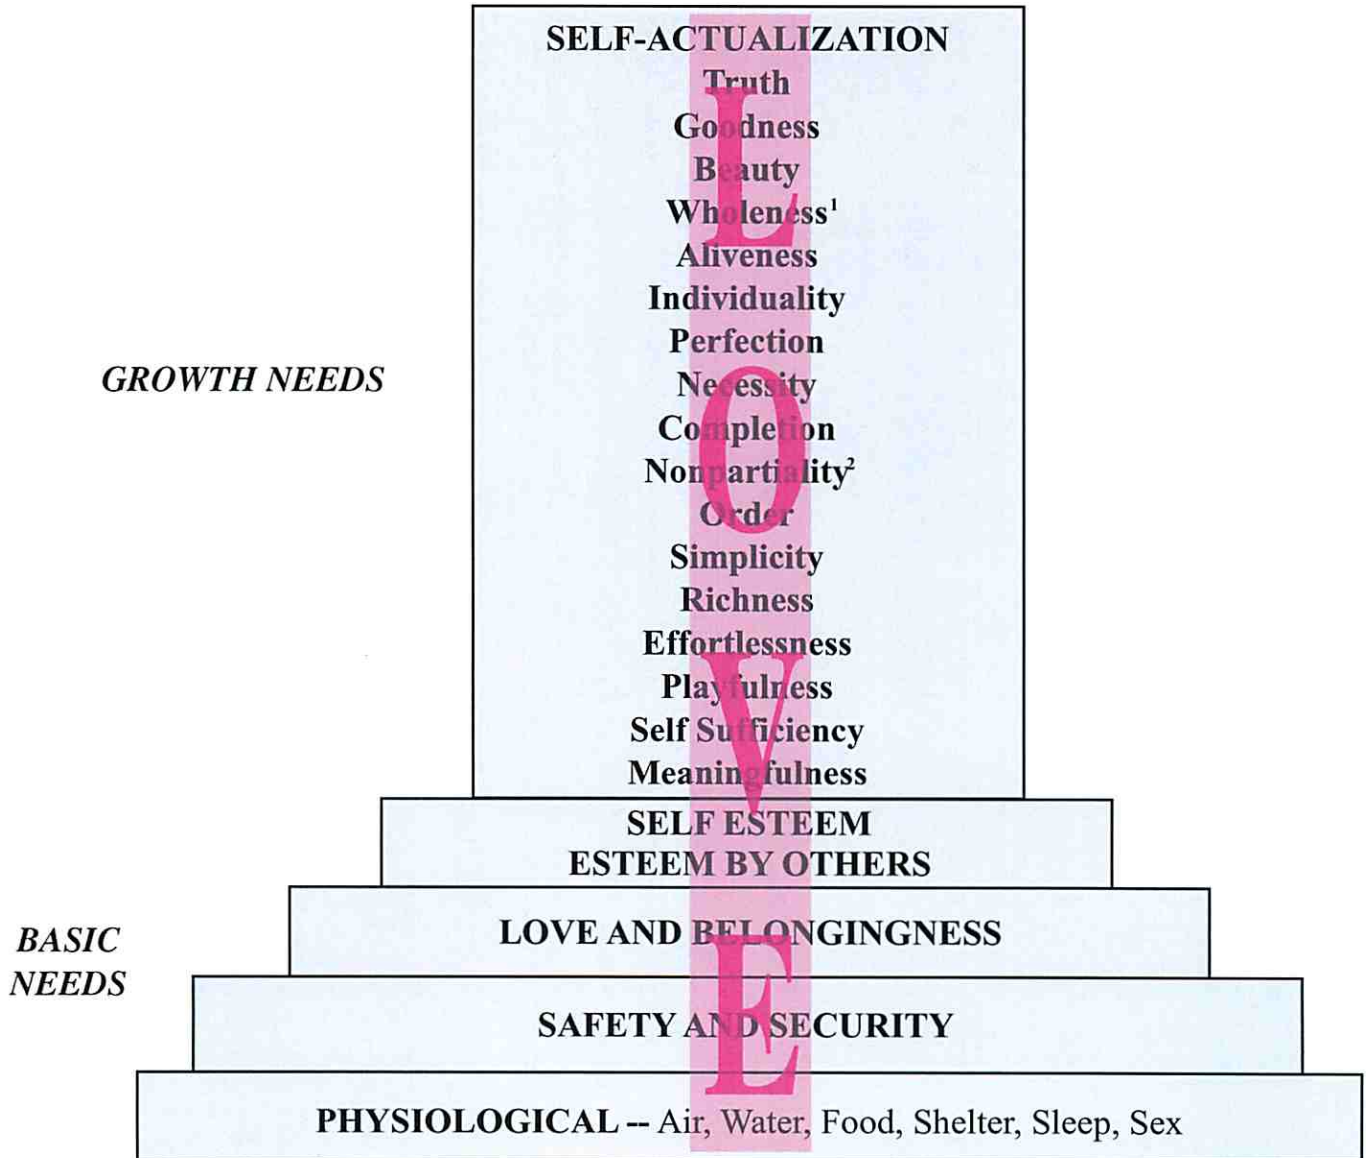 SELF-ACTUALIZATION
Truth
Goodness
Beauty
Wholeness¹
Aliveness
Individuality
Perfection
Necessity
Completion
Nonpartiality²
Order
Simplicity
Richness
Effortlessness
Playfulness
Self Sufficiency
Meaningfulness
GROWTH NEEDS
SELF ESTEEM
ESTEEM BY OTHERS
BASIC
NEEDS
LOVE AND BELONGINGNESS
SAFETY AND SECURITY
PHYSIOLOGICAL -- Air, Water, Food, Shelter, Sleep, Sex
L
O
V
E